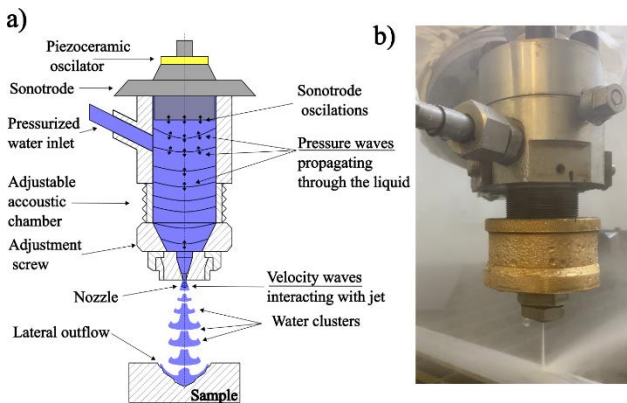 a)
Piezoceramic
oscilator
Sonotrode
Pressurized
water inlet
Adjustable
accoustic
chamber
Adjustment
screw
Nozzle
Lateral outflow
Sonotrode
oscilations
Pressure waves
propagating
through the liquid
Velocity waves
interacting with jet
Water clusters
Sample
b)